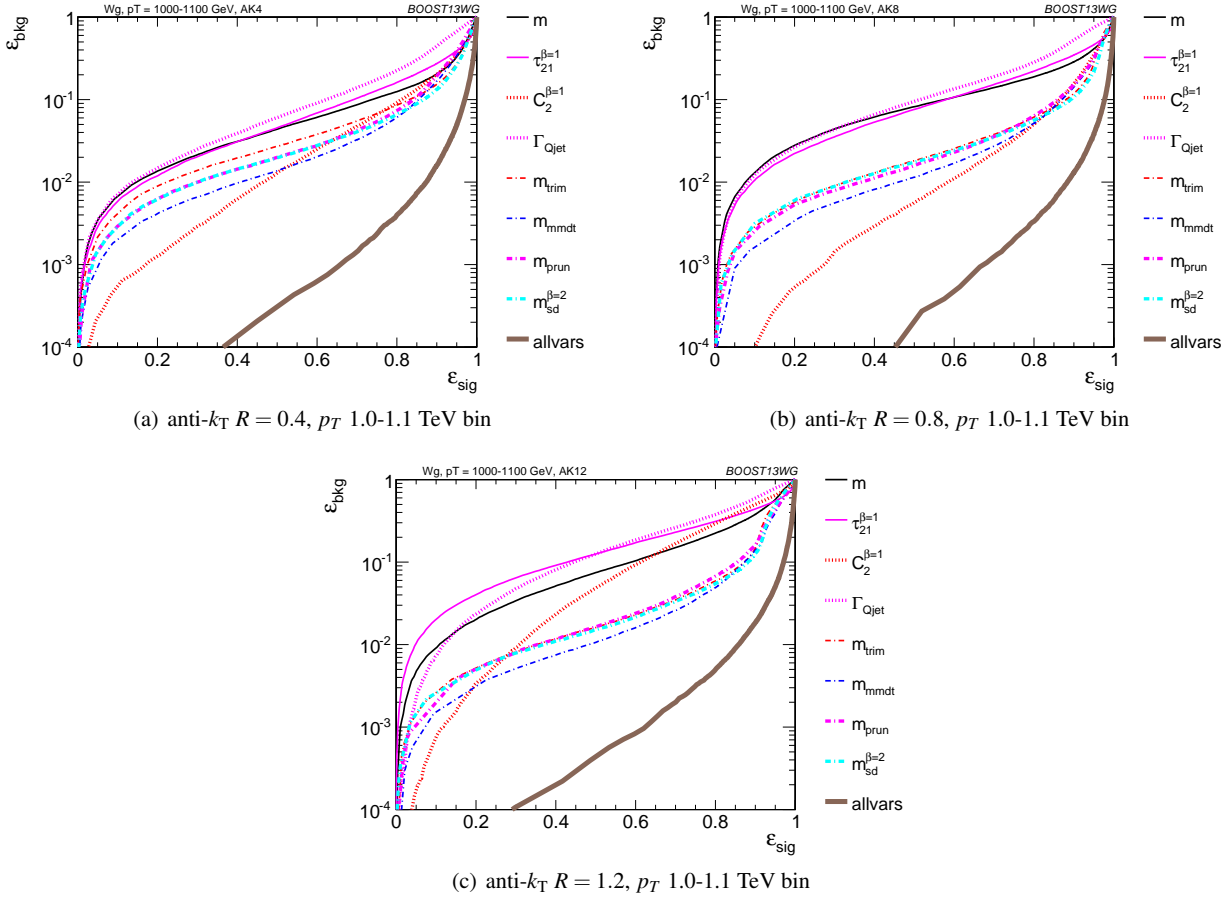 Wg, pT = 1000-1100 GeV, AK4 BOOST13WG
ε_bkg
1
10^-1
10^-2
10^-3
10^-4
0 0.2 0.4 0.6 0.8 1
ε_sig
m
τ_21^β=1
C_2^β=1
Γ_Qjet
m_trim
m_mmdt
m_prun
m_sd^β=2
allvars
(a) anti-k_T R = 0.4, p_T 1.0-1.1 TeV bin
Wg, pT = 1000-1100 GeV, AK8 BOOST13WG
ε_bkg
1
10^-1
10^-2
10^-3
10^-4
0 0.2 0.4 0.6 0.8 1
ε_sig
m
τ_21^β=1
C_2^β=1
Γ_Qjet
m_trim
m_mmdt
m_prun
m_sd^β=2
allvars
(b) anti-k_T R = 0.8, p_T 1.0-1.1 TeV bin
Wg, pT = 1000-1100 GeV, AK12 BOOST13WG
ε_bkg
1
10^-1
10^-2
10^-3
10^-4
0 0.2 0.4 0.6 0.8 1
ε_sig
m
τ_21^β=1
C_2^β=1
Γ_Qjet
m_trim
m_mmdt
m_prun
m_sd^β=2
allvars
(c) anti-k_T R = 1.2, p_T 1.0-1.1 TeV bin